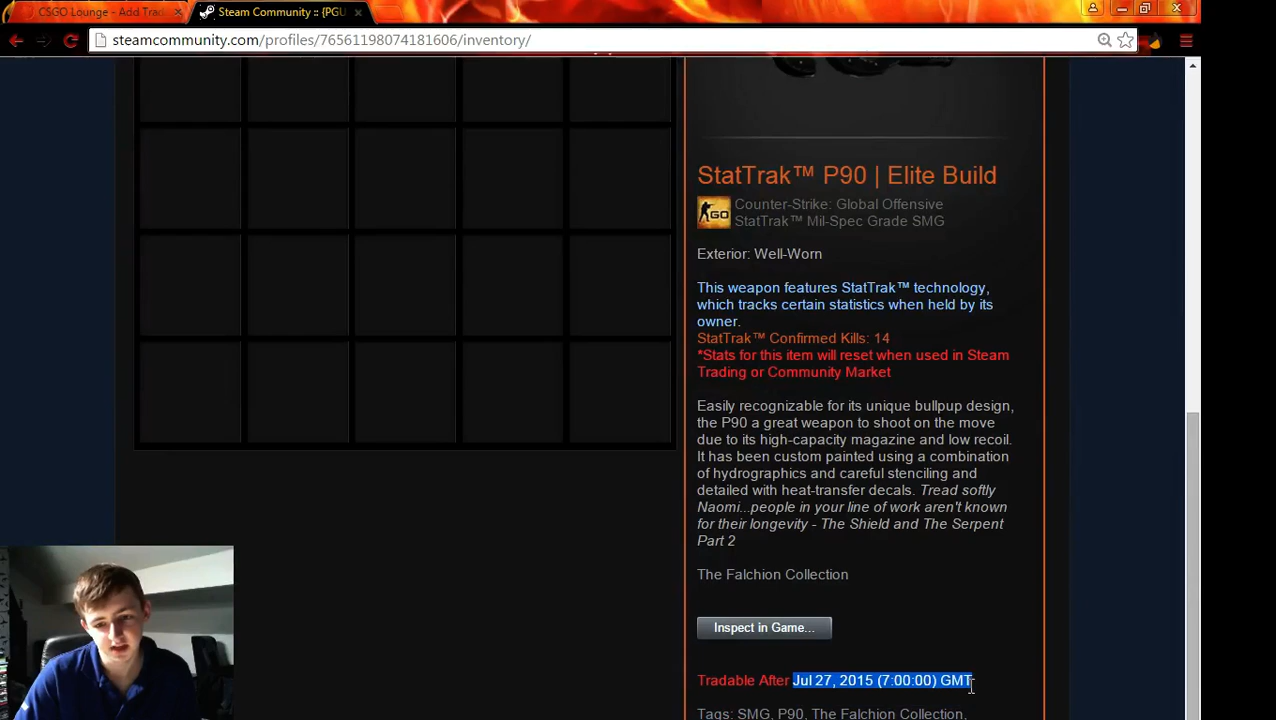 CSGO Lounge - Add Trad
Steam Community :: {PGU
steamcommunity.com/profiles/76561198074181606/inventory/
StatTrak™ P90 | Elite Build
GO
Counter-Strike: Global Offensive
StatTrak™ Mil-Spec Grade SMG
Exterior: Well-Worn
This weapon features StatTrak™ technology,
which tracks certain statistics when held by its
owner.
StatTrak™ Confirmed Kills: 14
*Stats for this item will reset when used in Steam
Trading or Community Market
Easily recognizable for its unique bullpup design,
the P90 a great weapon to shoot on the move
due to its high-capacity magazine and low recoil.
It has been custom painted using a combination
of hydrographics and careful stenciling and
detailed with heat-transfer decals. Tread softly
Naomi...people in your line of work aren't known
for their longevity - The Shield and The Serpent
Part 2
The Falchion Collection
Inspect in Game...
Tradable After Jul 27, 2015 (7:00:00) GMT
Tags: SMG, P90, The Falchion Collection,